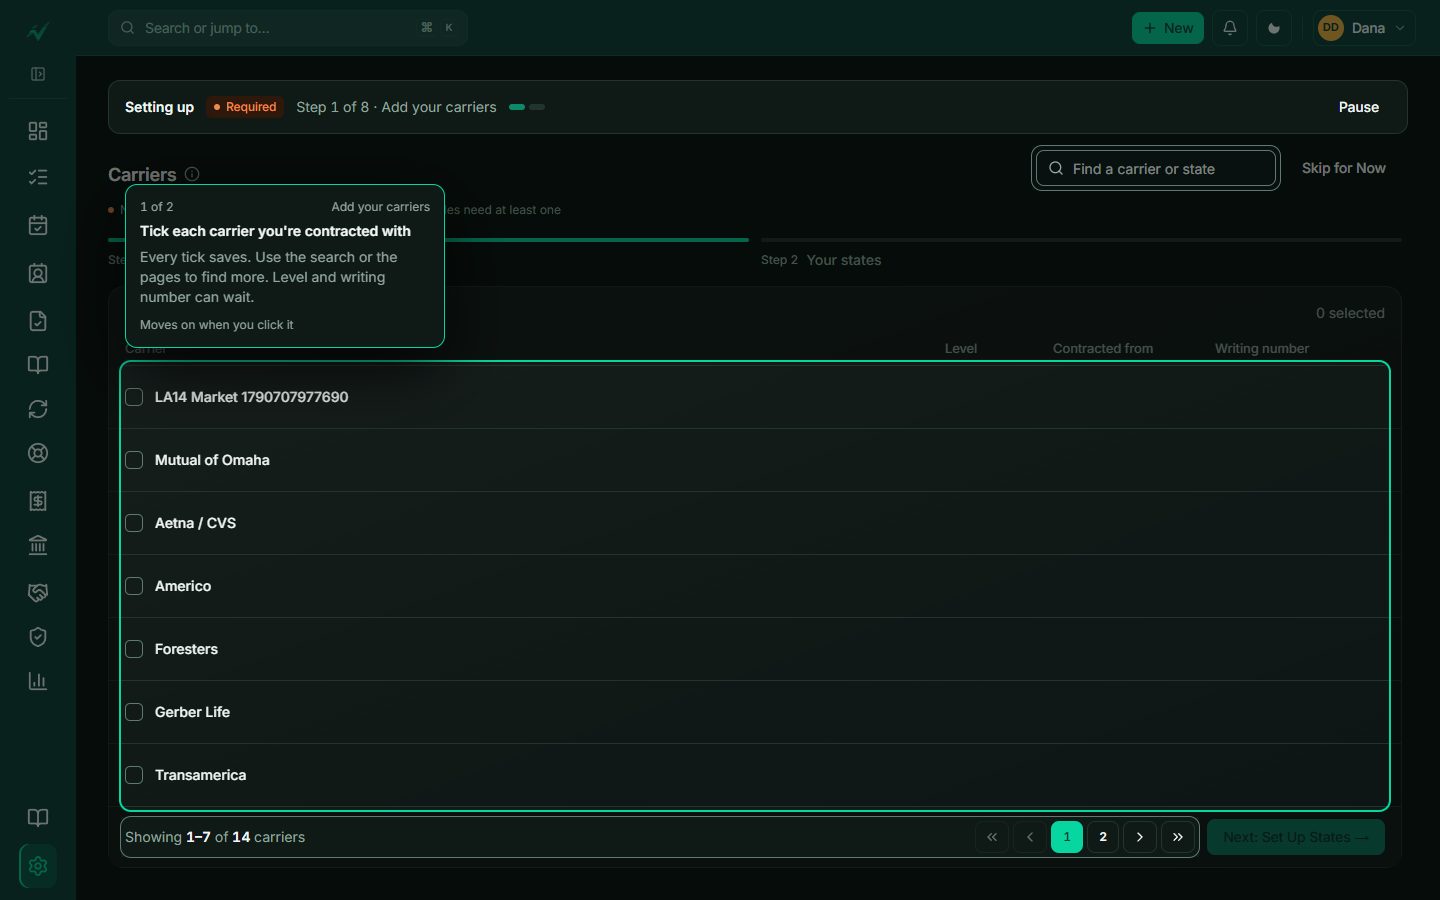 Search or jump to...
⌘ K
New
DD
Dana
Setting up
Required
Step 1 of 8 · Add your carriers
Pause
Carriers
Find a carrier or state
Skip for Now
need at least one
1 of 2
Add your carriers
Tick each carrier you're contracted with
Every tick saves. Use the search or the
pages to find more. Level and writing
number can wait.
Moves on when you click it
Step 2 Your states
0 selected
Carrier
Level
Contracted from
Writing number
LA14 Market 1790707977690
Mutual of Omaha
Aetna / CVS
Americo
Foresters
Gerber Life
Transamerica
Showing 1–7 of 14 carriers
« ‹ 1 2 › »
Next: Set Up States →